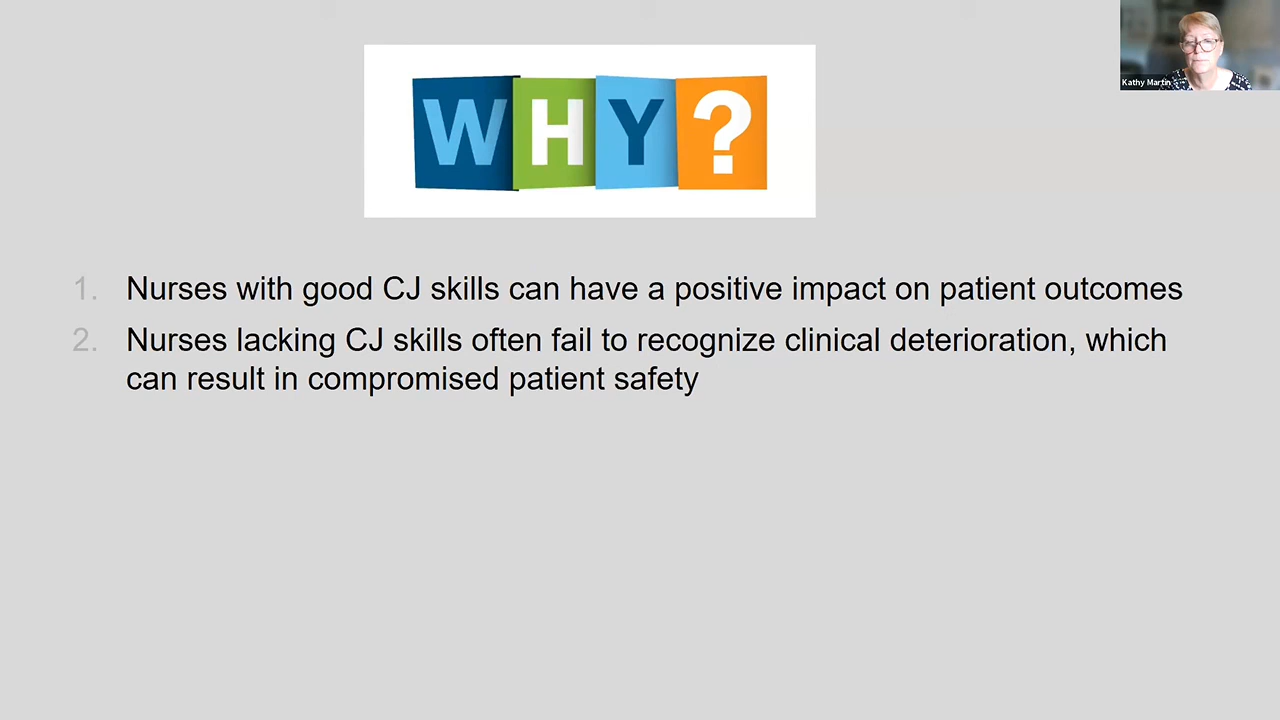 WHY?
Kathy Martin
1. Nurses with good CJ skills can have a positive impact on patient outcomes
2. Nurses lacking CJ skills often fail to recognize clinical deterioration, which
can result in compromised patient safety